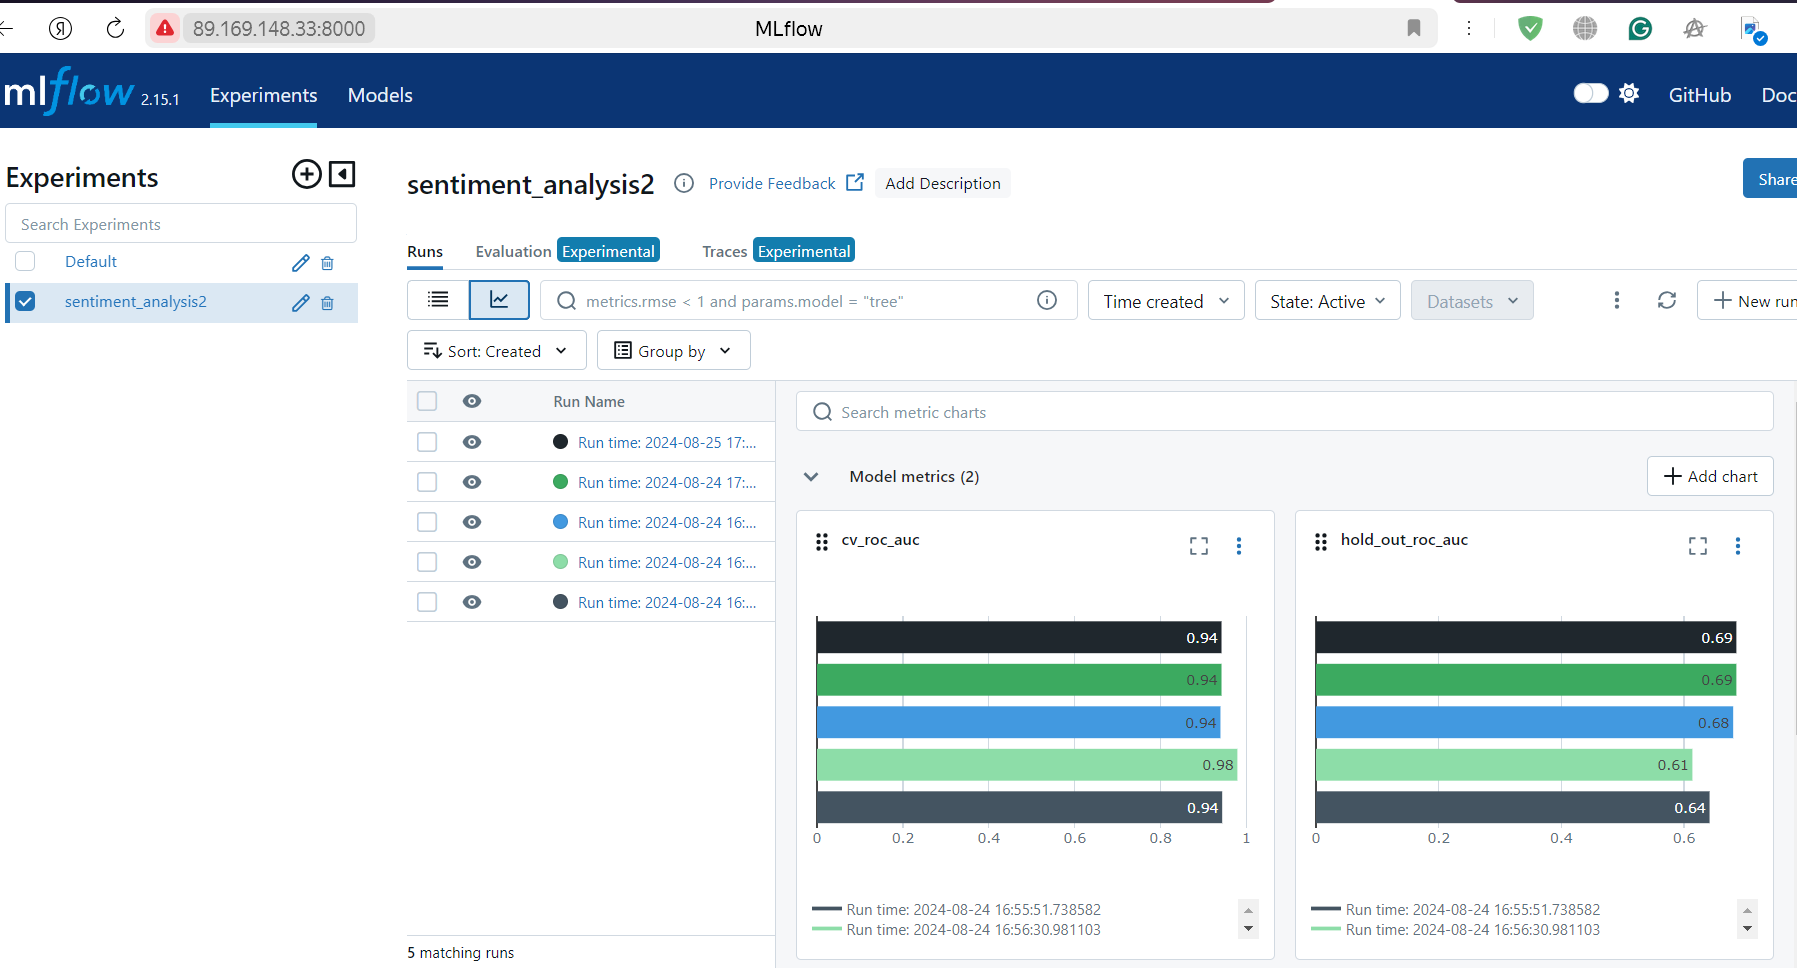 89.169.148.33:8000 MLflow
mlflow 2.15.1 Experiments Models GitHub Doc
Experiments
Search Experiments
Default
sentiment_analysis2
sentiment_analysis2 Provide Feedback Add Description Share
Runs Evaluation Experimental Traces Experimental
metrics.rmse < 1 and params.model = "tree" Time created State: Active Datasets New run
Sort: Created Group by
Run Name
Run time: 2024-08-25 17:...
Run time: 2024-08-24 17:...
Run time: 2024-08-24 16:...
Run time: 2024-08-24 16:...
Run time: 2024-08-24 16:...
5 matching runs
Search metric charts
Model metrics (2) Add chart
cv_roc_auc
0.94
0.94
0.94
0.98
0.94
0 0.2 0.4 0.6 0.8 1
Run time: 2024-08-24 16:55:51.738582
Run time: 2024-08-24 16:56:30.981103
hold_out_roc_auc
0.69
0.69
0.68
0.61
0.64
0 0.2 0.4 0.6
Run time: 2024-08-24 16:55:51.738582
Run time: 2024-08-24 16:56:30.981103